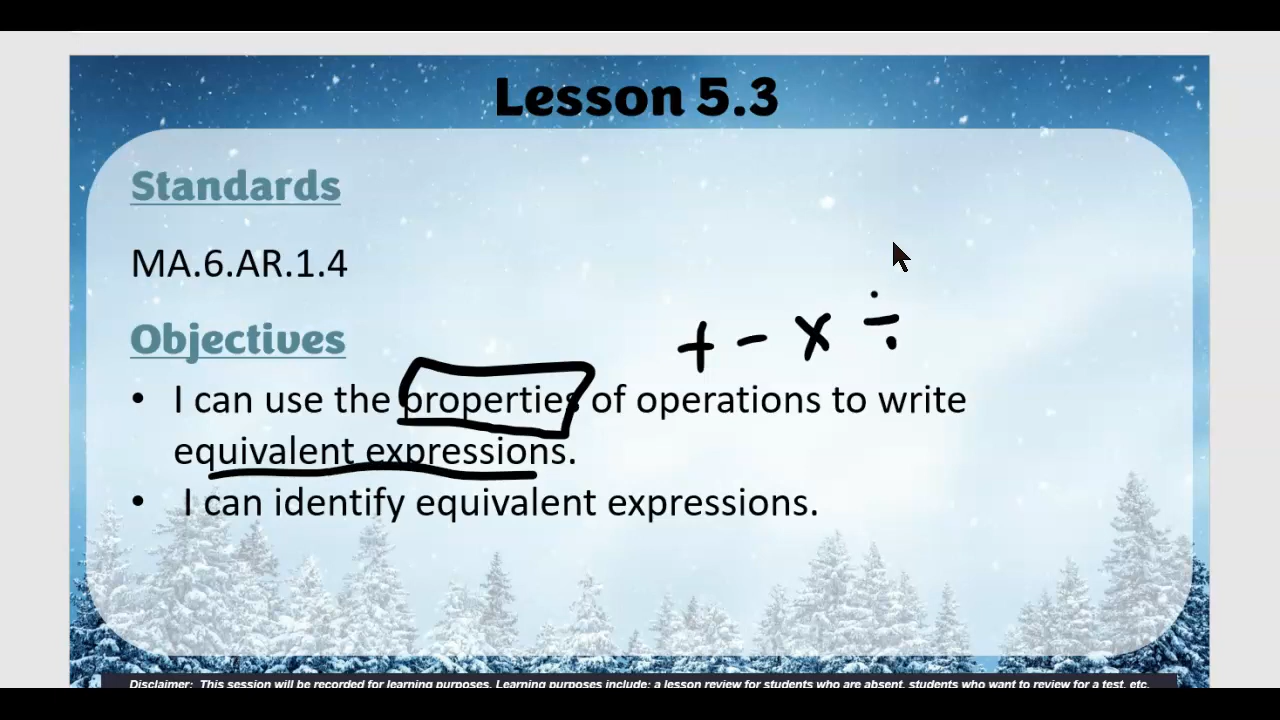 Lesson 5.3
Standards
MA.6.AR.1.4
+ - x ÷
Objectives
• I can use the properties of operations to write
equivalent expressions.
• I can identify equivalent expressions.
Disclaimer: This session will be recorded for learning purposes. Learning purposes include: a lesson review for students who are absent, students who want to review for a test, etc.